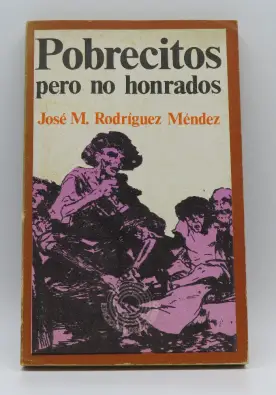 Pobrecitos
pero no honrados
José M. Rodríguez Méndez